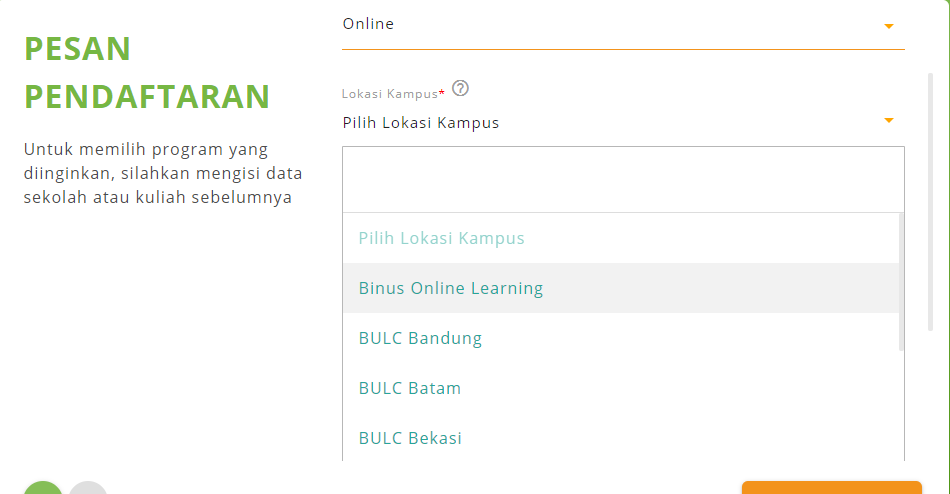 PESAN
PENDAFTARAN
Untuk memilih program yang
diinginkan, silahkan mengisi data
sekolah atau kuliah sebelumnya
Online
Lokasi Kampus*
Pilih Lokasi Kampus
Pilih Lokasi Kampus
Binus Online Learning
BULC Bandung
BULC Batam
BULC Bekasi